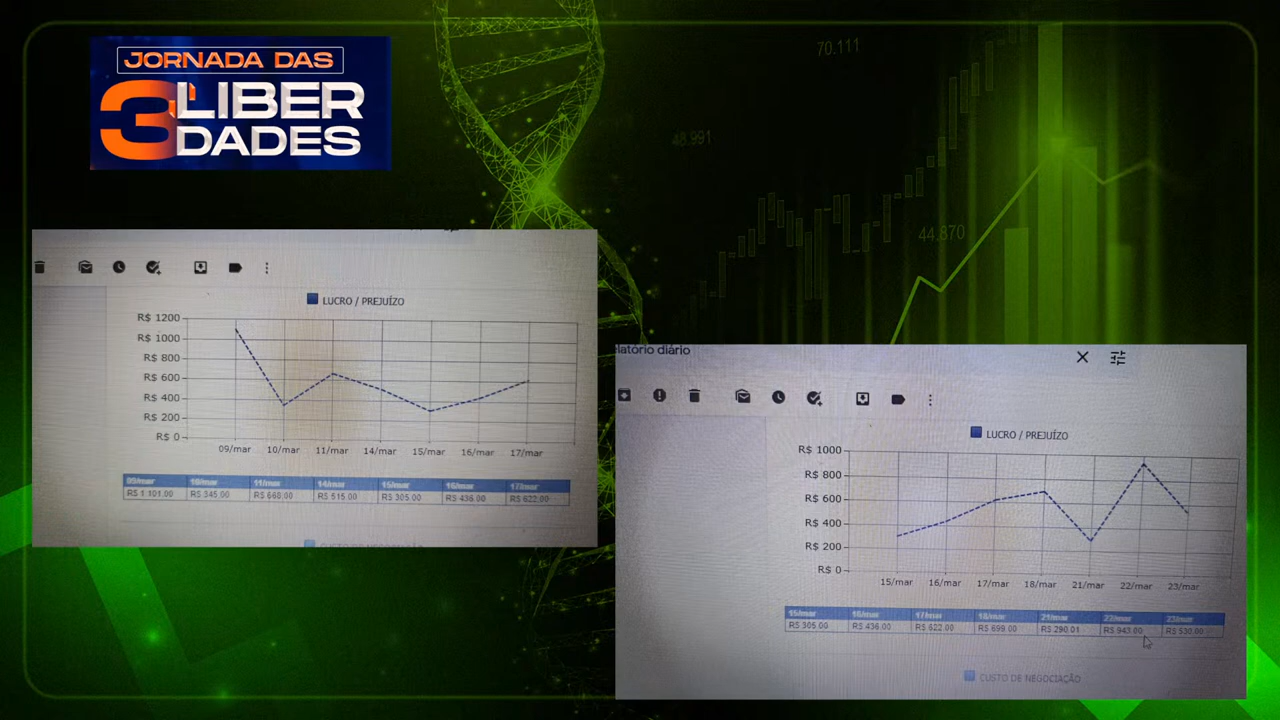 JORNADA DAS
3 LIBER
DADES
70.111
48.991
44.870
LUCRO / PREJUÍZO
R$ 1200
R$ 1000
R$ 800
R$ 600
R$ 400
R$ 200
R$ 0
09/mar 10/mar 11/mar 14/mar 15/mar 16/mar 17/mar
09/mar 10/mar 11/mar 14/mar 15/mar 16/mar 17/mar
R$ 1.101.00 R$ 345.00 R$ 668.00 R$ 515.00 R$ 305.00 R$ 436.00 R$ 622.00
CUSTO DE NEGOCIAÇÃO
elatório diário
LUCRO / PREJUÍZO
R$ 1000
R$ 800
R$ 600
R$ 400
R$ 200
R$ 0
15/mar 16/mar 17/mar 18/mar 21/mar 22/mar 23/mar
15/mar 16/mar 17/mar 18/mar 21/mar 22/mar 23/mar
R$ 305.00 R$ 436.00 R$ 622.00 R$ 699.00 R$ 290.01 R$ 943.00 R$ 530.00
CUSTO DE NEGOCIAÇÃO